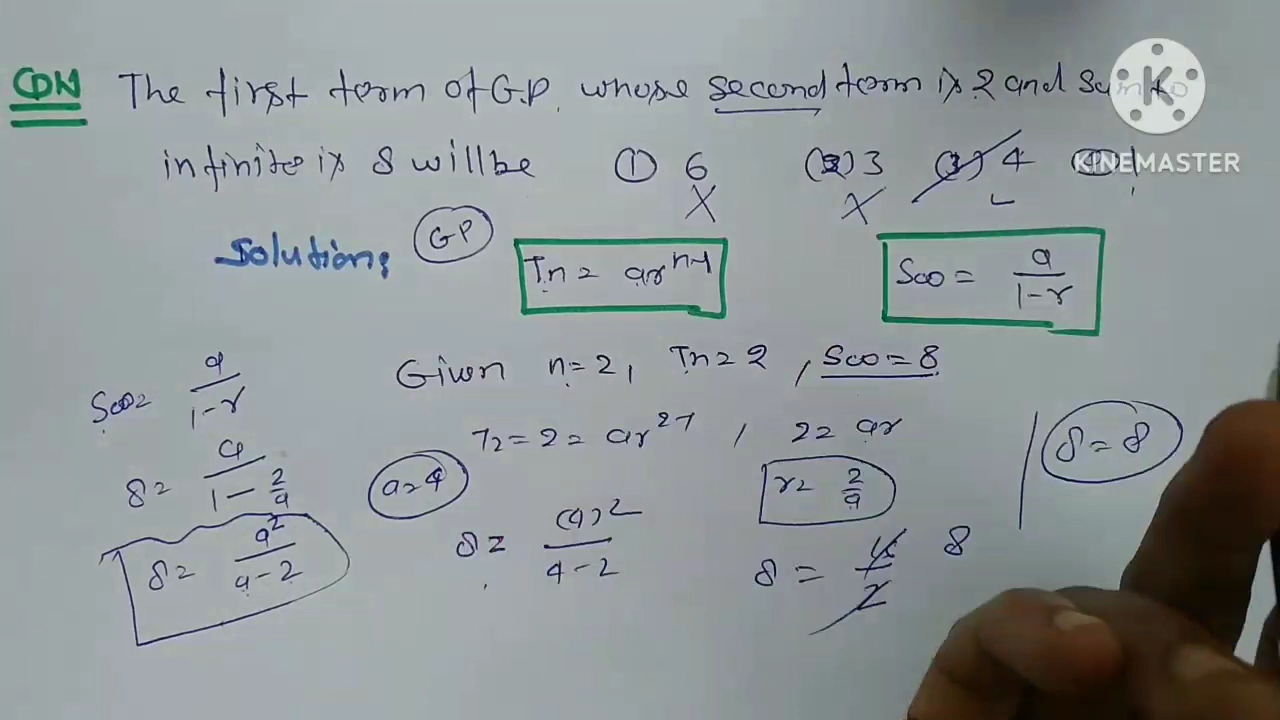 CDN The first term of G.P. whose second term is 2 and sum to
infinite is 8 will be ① 6 (2) 3 (3) 4
KINEMASTER
Solution; GP Tn = ar^n-1 S∞ = a/1-r
S∞ = a/1-r Given n=2, Tn=2, S∞=8
T2=2=ar^2-1, 2= ar 8=8
8= a/1-2/a a=4 r= 2/a
8= a^2/a-2 8= (4)^2/4-2 8= 16/2 8